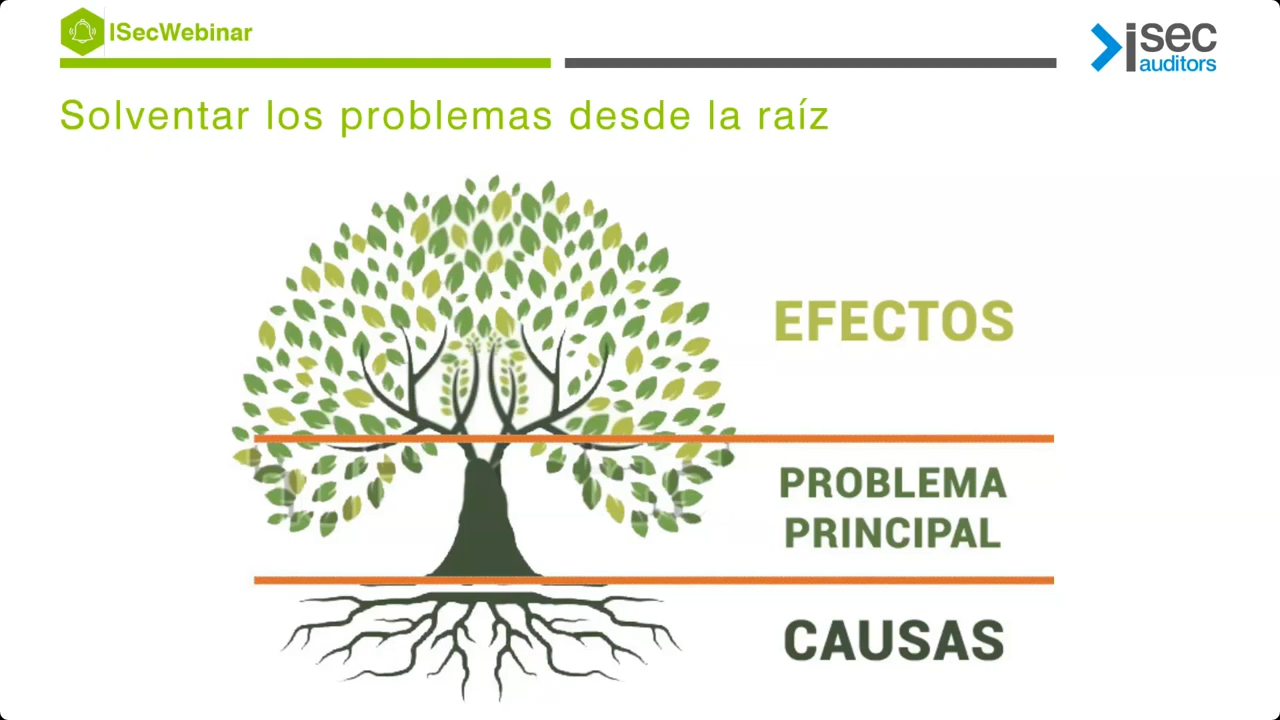 ISecWebinar
isec
auditors
Solventar los problemas desde la raíz
EFECTOS
PROBLEMA
PRINCIPAL
CAUSAS